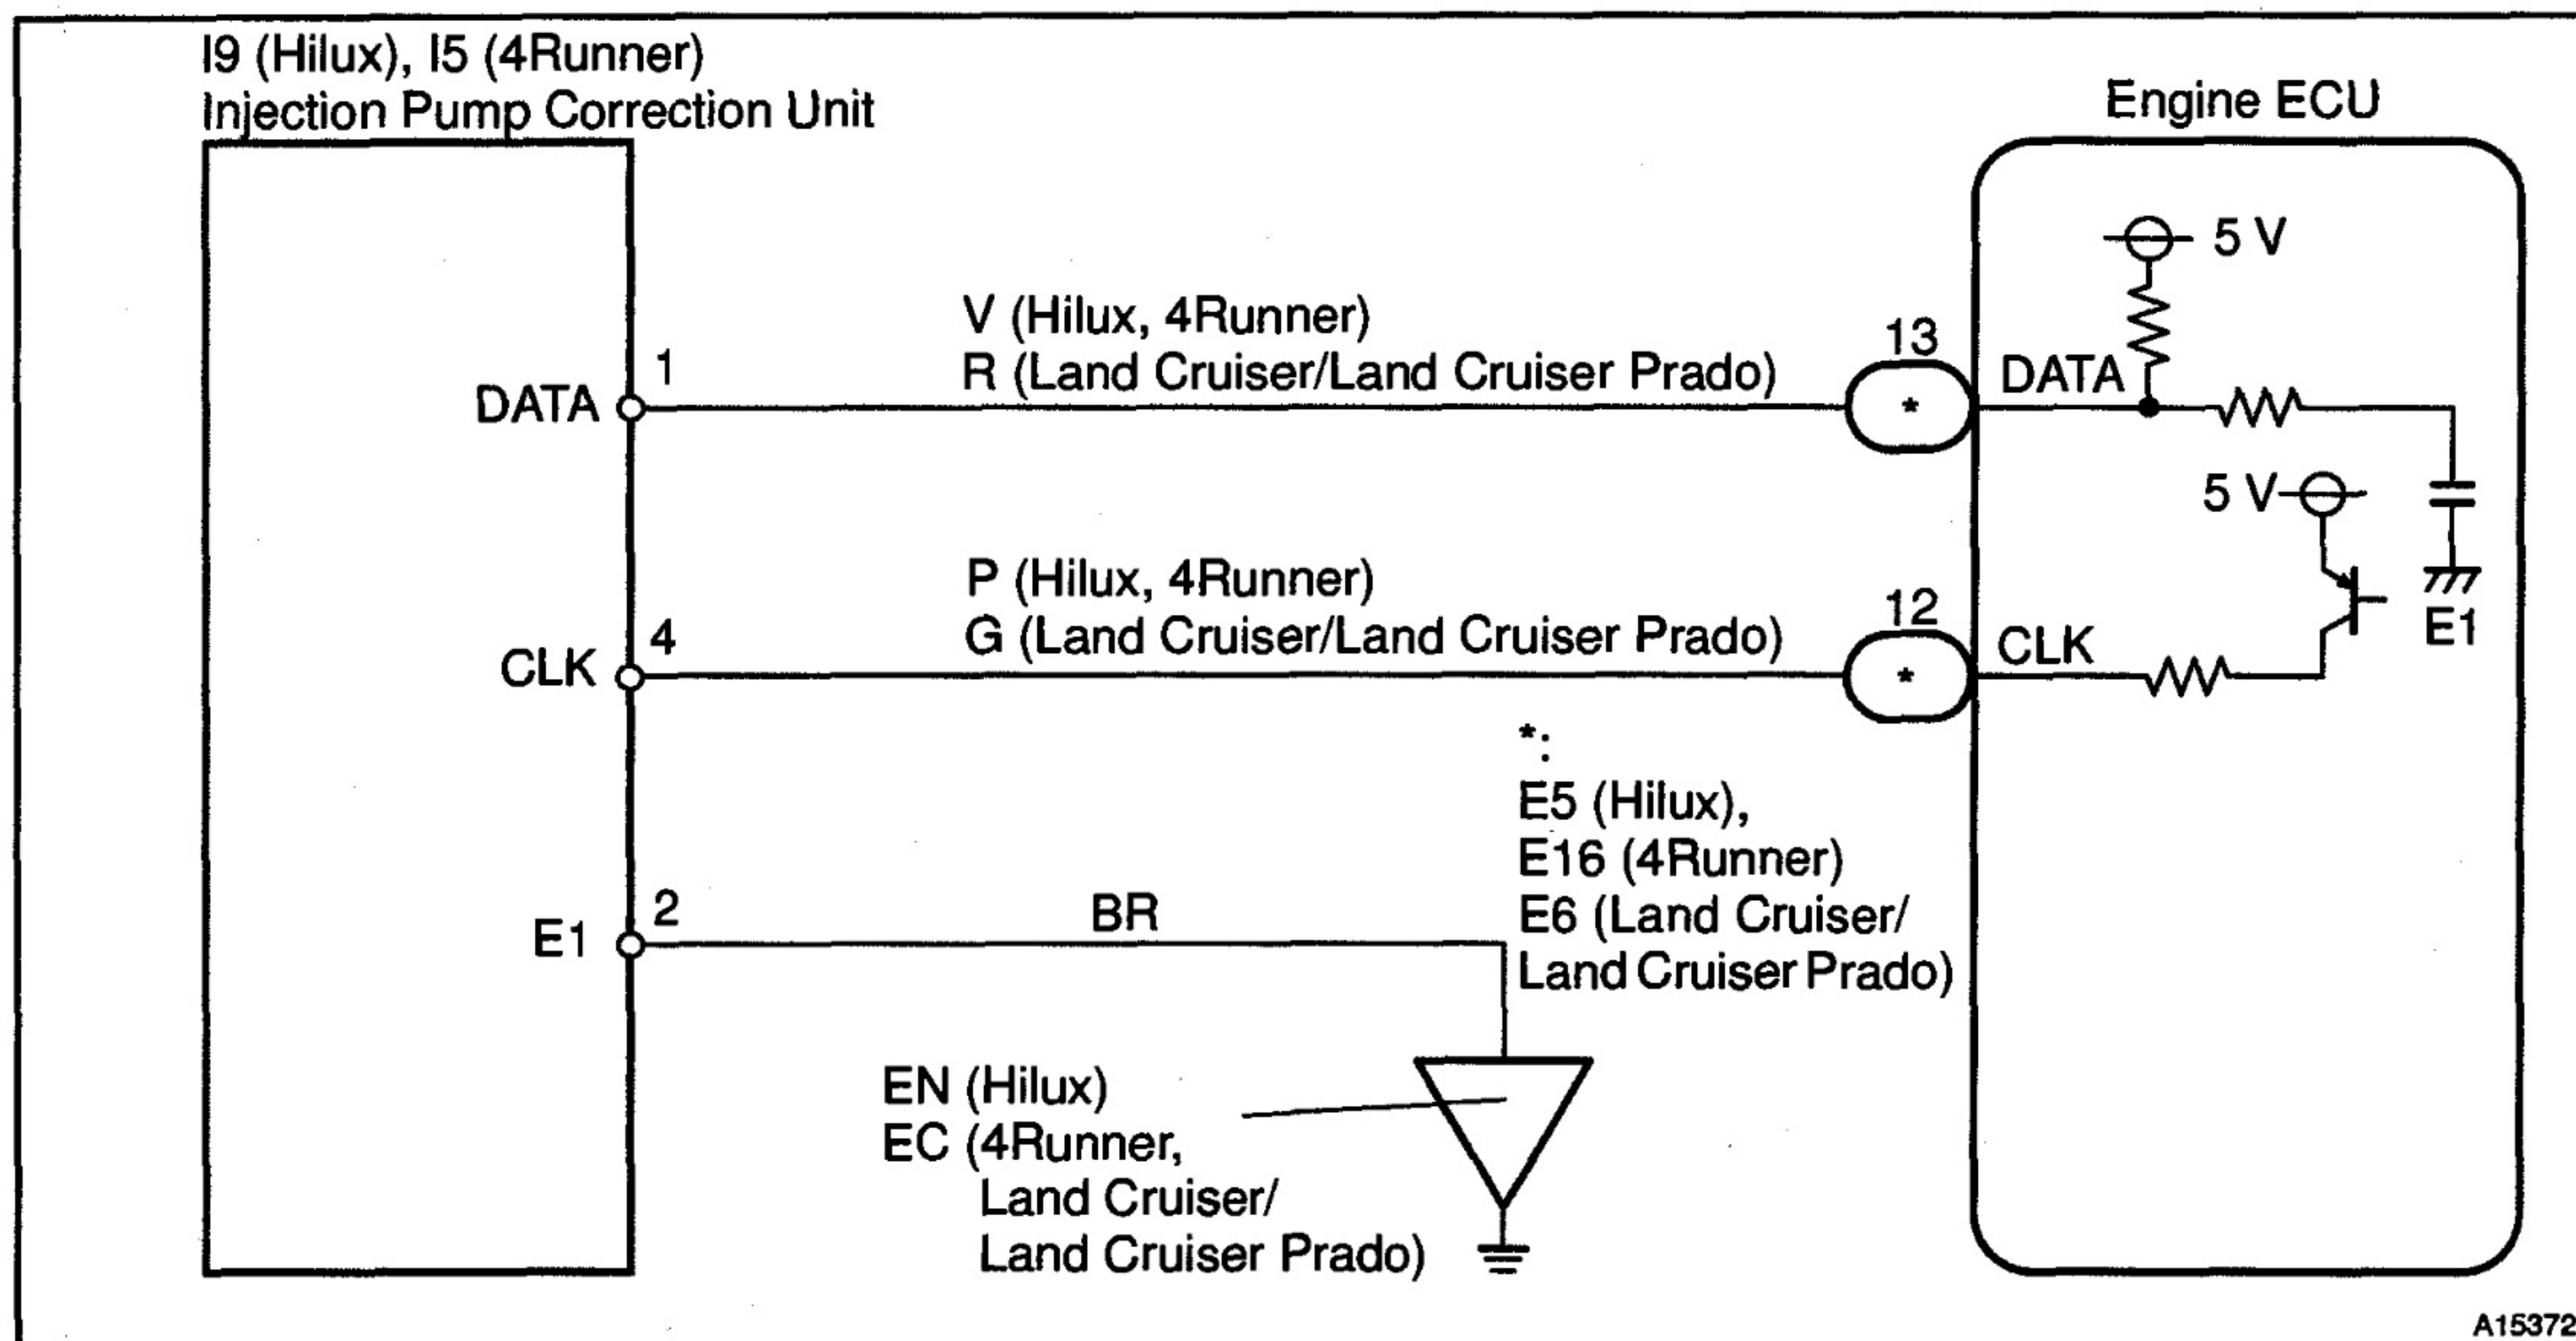 I9 (Hilux), I5 (4Runner)
Injection Pump Correction Unit
Engine ECU
5 V
V (Hilux, 4Runner)
R (Land Cruiser/Land Cruiser Prado)
1
13
DATA
*
DATA
5 V
P (Hilux, 4Runner)
G (Land Cruiser/Land Cruiser Prado)
4
12
CLK
*
CLK
E1
*:
E5 (Hilux),
E16 (4Runner)
E6 (Land Cruiser/
Land Cruiser Prado)
2
BR
E1
EN (Hilux)
EC (4Runner,
Land Cruiser/
Land Cruiser Prado)
A15372